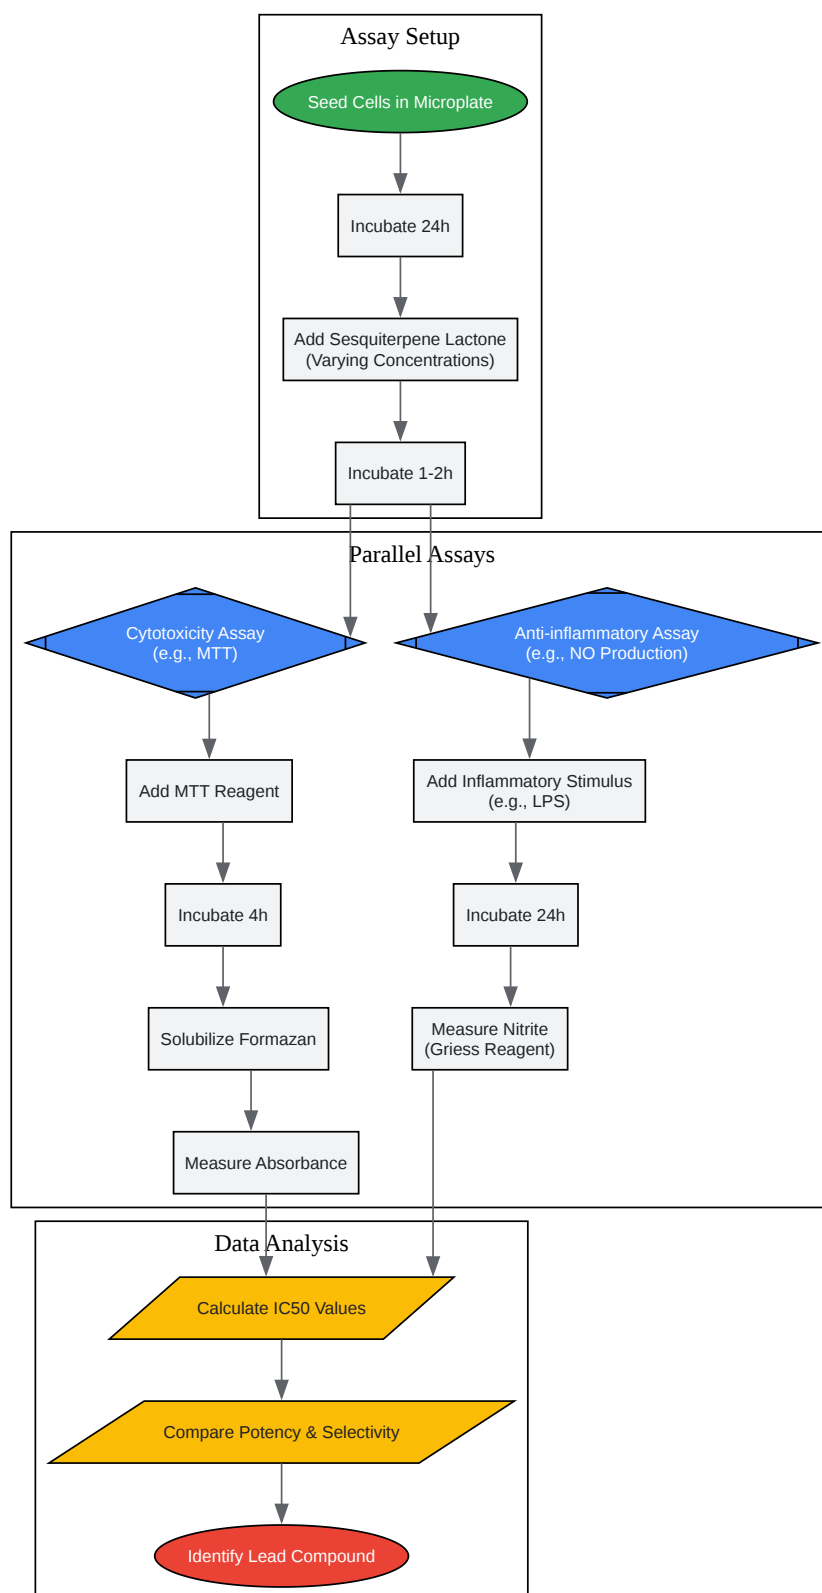 Assay Setup
Seed Cells in Microplate
Incubate 24h
Add Sesquiterpene Lactone
(Varying Concentrations)
Incubate 1-2h
Parallel Assays
Cytotoxicity Assay
(e.g., MTT)
Anti-inflammatory Assay
(e.g., NO Production)
Add MTT Reagent
Add Inflammatory Stimulus
(e.g., LPS)
Incubate 4h
Incubate 24h
Solubilize Formazan
Measure Nitrite
(Griess Reagent)
Measure Absorbance
Data Analysis
Calculate IC50 Values
Compare Potency & Selectivity
Identify Lead Compound